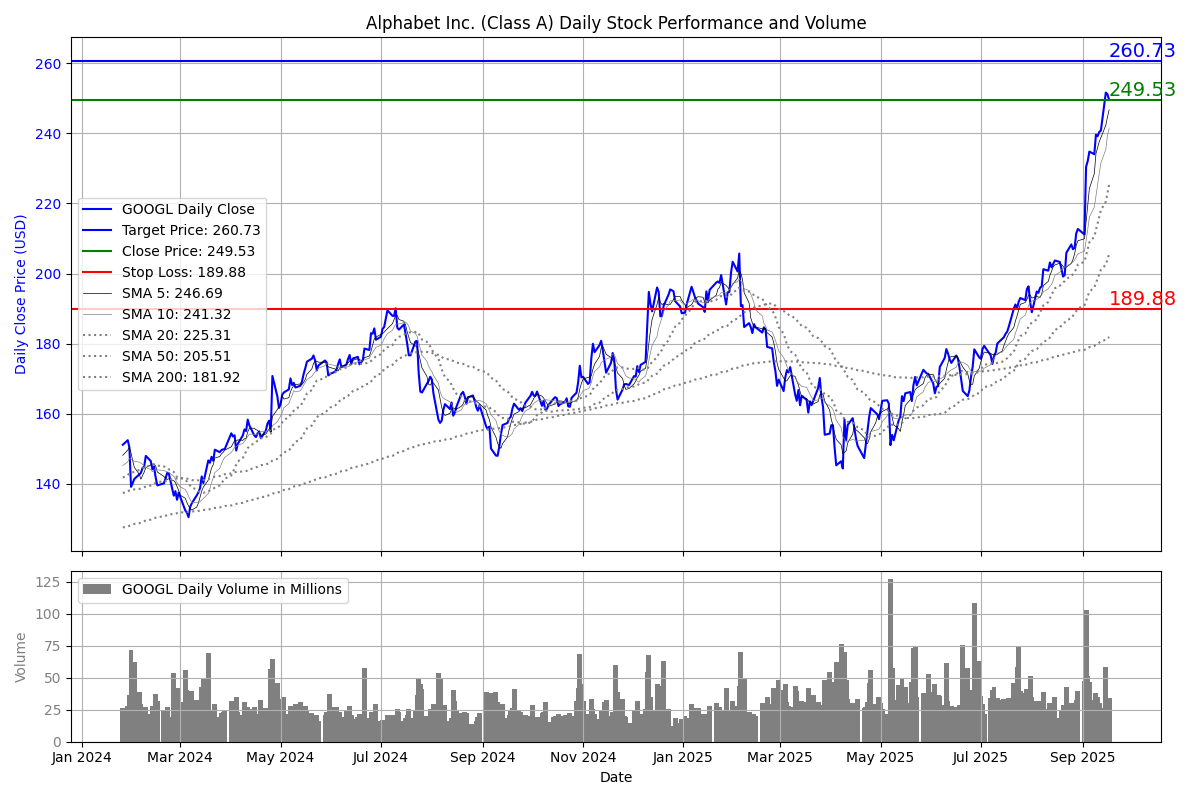 Alphabet Inc. (Class A) Daily Stock Performance and Volume
260
240
220
200
180
160
140
Daily Close Price (USD)
260.73
249.53
189.88
GOOGL Daily Close
Target Price: 260.73
Close Price: 249.53
Stop Loss: 189.88
SMA 5: 246.69
SMA 10: 241.32
SMA 20: 225.31
SMA 50: 205.51
SMA 200: 181.92
GOOGL Daily Volume in Millions
125
100
75
50
25
0
Volume
Jan 2024
Mar 2024
May 2024
Jul 2024
Sep 2024
Nov 2024
Jan 2025
Mar 2025
May 2025
Jul 2025
Sep 2025
Date